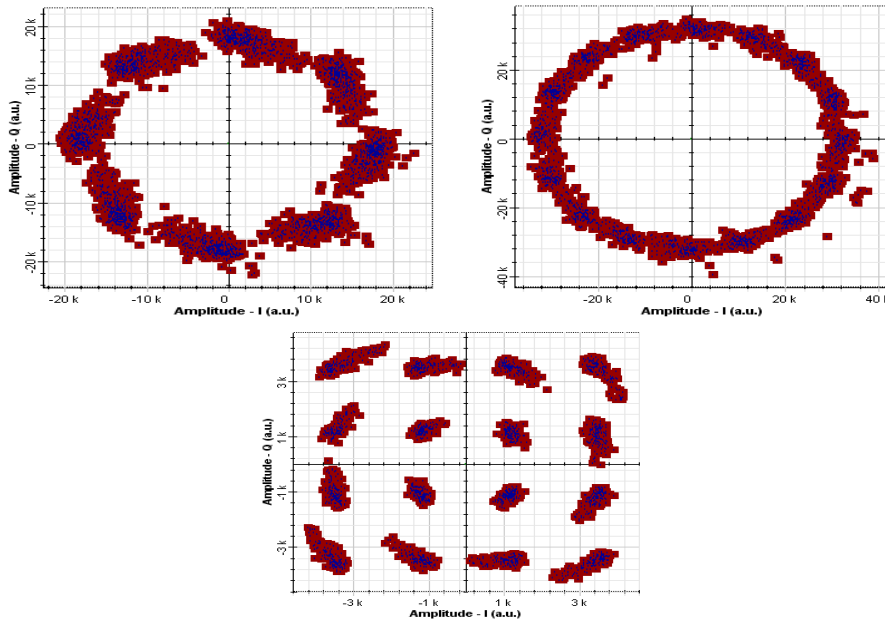 20 k
10 k
0
-10 k
-20 k
Amplitude - Q (a.u.)
-20 k -10 k 0 10 k 20 k
Amplitude - I (a.u.)
20 k
0
-20 k
-40 k
Amplitude - Q (a.u.)
-20 k 0 20 k 40 k
Amplitude - I (a.u.)
3 k
1 k
-1 k
-3 k
Amplitude - Q (a.u.)
-3 k -1 k 1 k 3 k
Amplitude - I (a.u.)